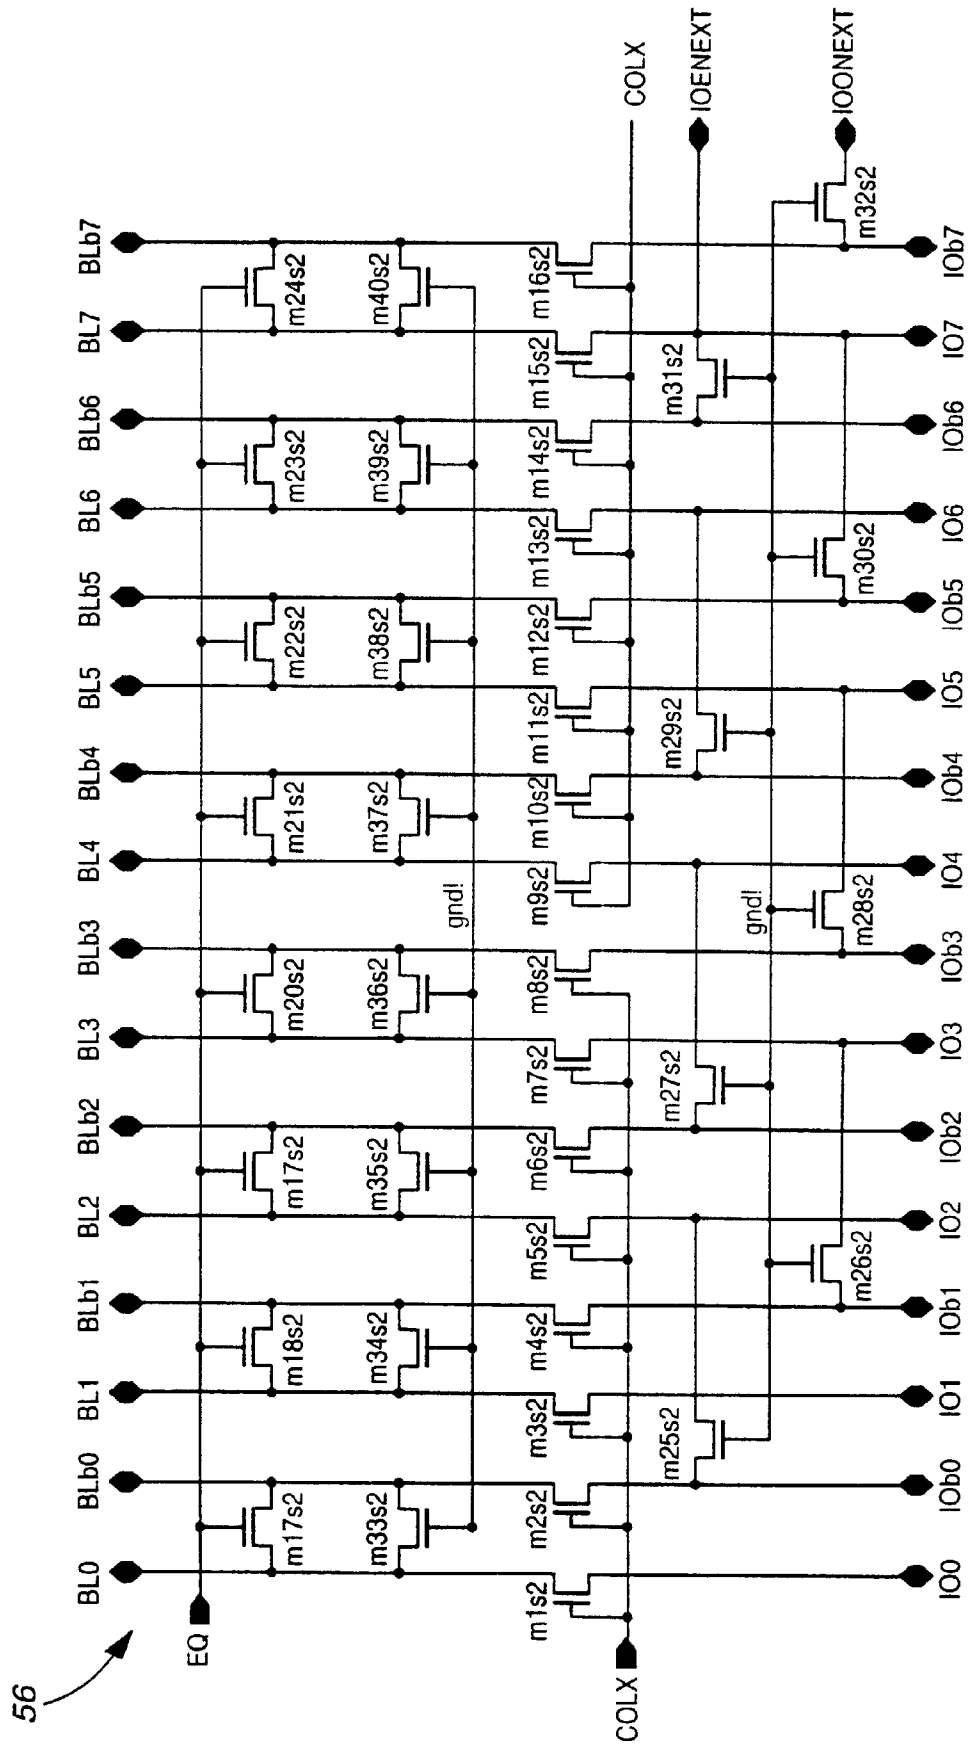 56
BL0 BLb0 BL1 BLb1 BL2 BLb2 BL3 BLb3 BL4 BLb4 BL5 BLb5 BL6 BLb6 BL7 BLb7
EQ
m17s2 m18s2 m17s2 m20s2 m21s2 m22s2 m23s2 m24s2
m33s2 m34s2 m35s2 m36s2 m37s2 m38s2 m39s2 m40s2
gnd!
m1s2 m2s2 m3s2 m4s2 m5s2 m6s2 m7s2 m8s2 m9s2 m10s2 m11s2 m12s2 m13s2 m14s2 m15s2 m16s2
COLX COLX
m25s2 m27s2 m29s2 m31s2 IOENEXT
gnd!
m26s2 m28s2 m30s2 m32s2 IOONEXT
IO0 IOb0 IO1 IOb1 IO2 IOb2 IO3 IOb3 IO4 IOb4 IO5 IOb5 IO6 IOb6 IO7 IOb7